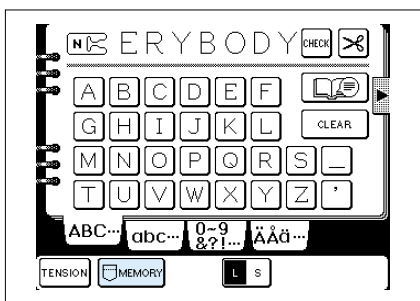 N ERYBODY CHECK
A B C D E F
G H I J K L CLEAR
M N O P Q R S _
T U V W X Y Z '
ABC... abc... 0~9 &?!... ÄÅä...
TENSION MEMORY L S